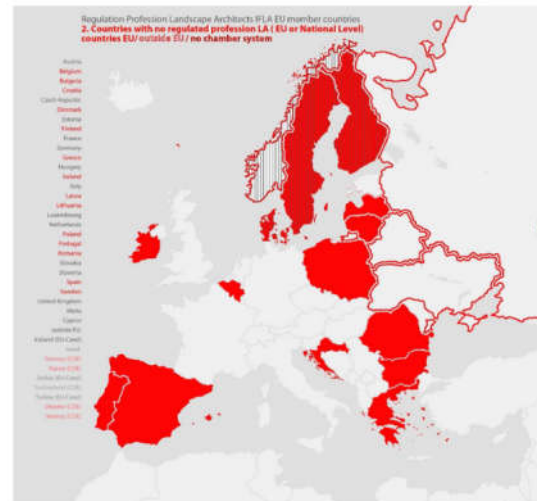 Regulation Profession Landscape Architects IFLA EU member countries
2. Countries with no regulated profession LA ( EU or National Level)
countries EU/ outside EU / no chamber system
Austria
Belgium
Bulgaria
Croatia
Czech Republic
Denmark
Estonia
Finland
France
Germany
Greece
Hungary
Ireland
Italy
Latvia
Lithuania
Luxembourg
Netherlands
Poland
Portugal
Romania
Slovakia
Slovenia
Spain
Sweden
United Kingdom
Malta
Cyprus